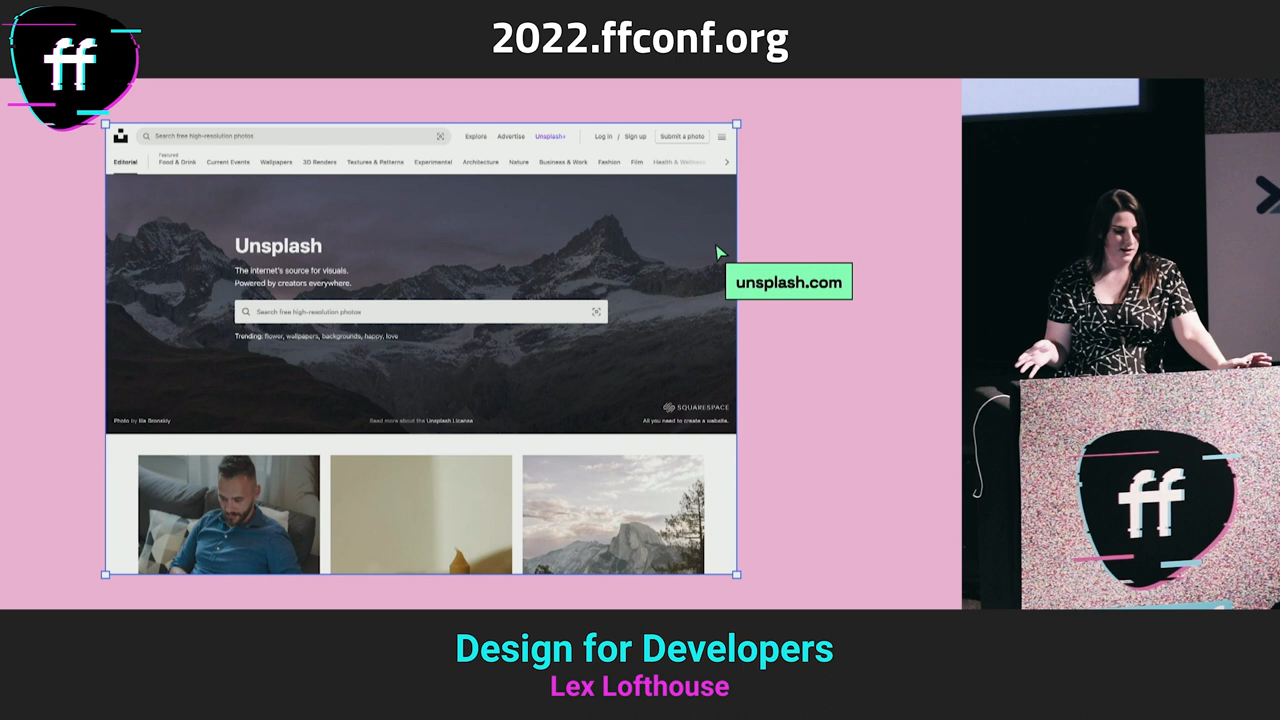 2022.ffconf.org
ff
Search free high-resolution photos
Explore Advertise Unsplash+ Log in / Sign up Submit a photo
Editorial
Featured
Food & Drink Current Events Wallpapers 3D Renders Textures & Patterns Experimental Architecture Nature Business & Work Fashion Film Health & Wellness
Unsplash
The internet's source for visuals.
Powered by creators everywhere.
Search free high-resolution photos
Trending: flower, wallpapers, backgrounds, happy, love
unsplash.com
SQUARESPACE
Photo by Ilia Bronskiy
Read more about the Unsplash License
All you need to create a website.
ff
Design for Developers
Lex Lofthouse